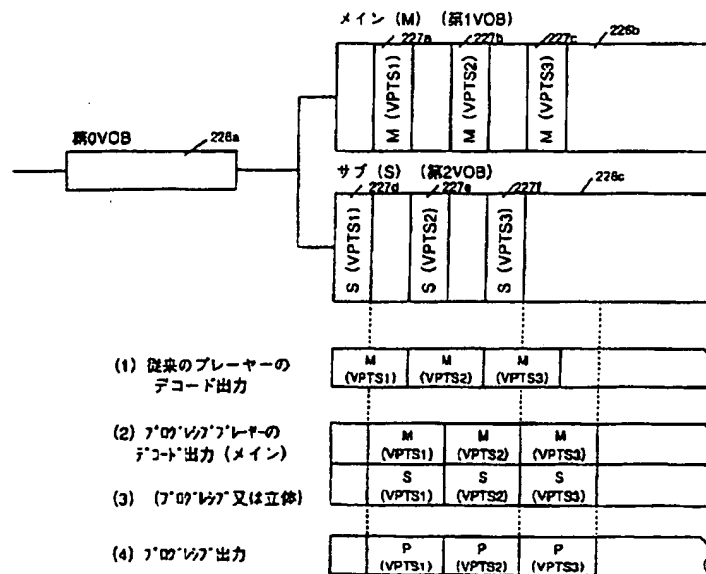 メイン (M) (第1VOB)
227a 227b 227c 226b
M (VPTS1) M (VPTS2) M (VPTS3)
第0VOB 226a
サブ (S) (第2VOB)
227d 227e 227f 226c
S (VPTS1) S (VPTS2) S (VPTS3)
(1) 従来のプレーヤーの
デコード出力
M M M
(VPTS1) (VPTS2) (VPTS3)
(2) プログレシブプレーヤーの
デコード出力 (メイン)
M M M
(VPTS1) (VPTS2) (VPTS3)
(3) (プログレシブ又は立体)
S S S
(VPTS1) (VPTS2) (VPTS3)
(4) プログレシブ出力
P P P
(VPTS1) (VPTS2) (VPTS3)